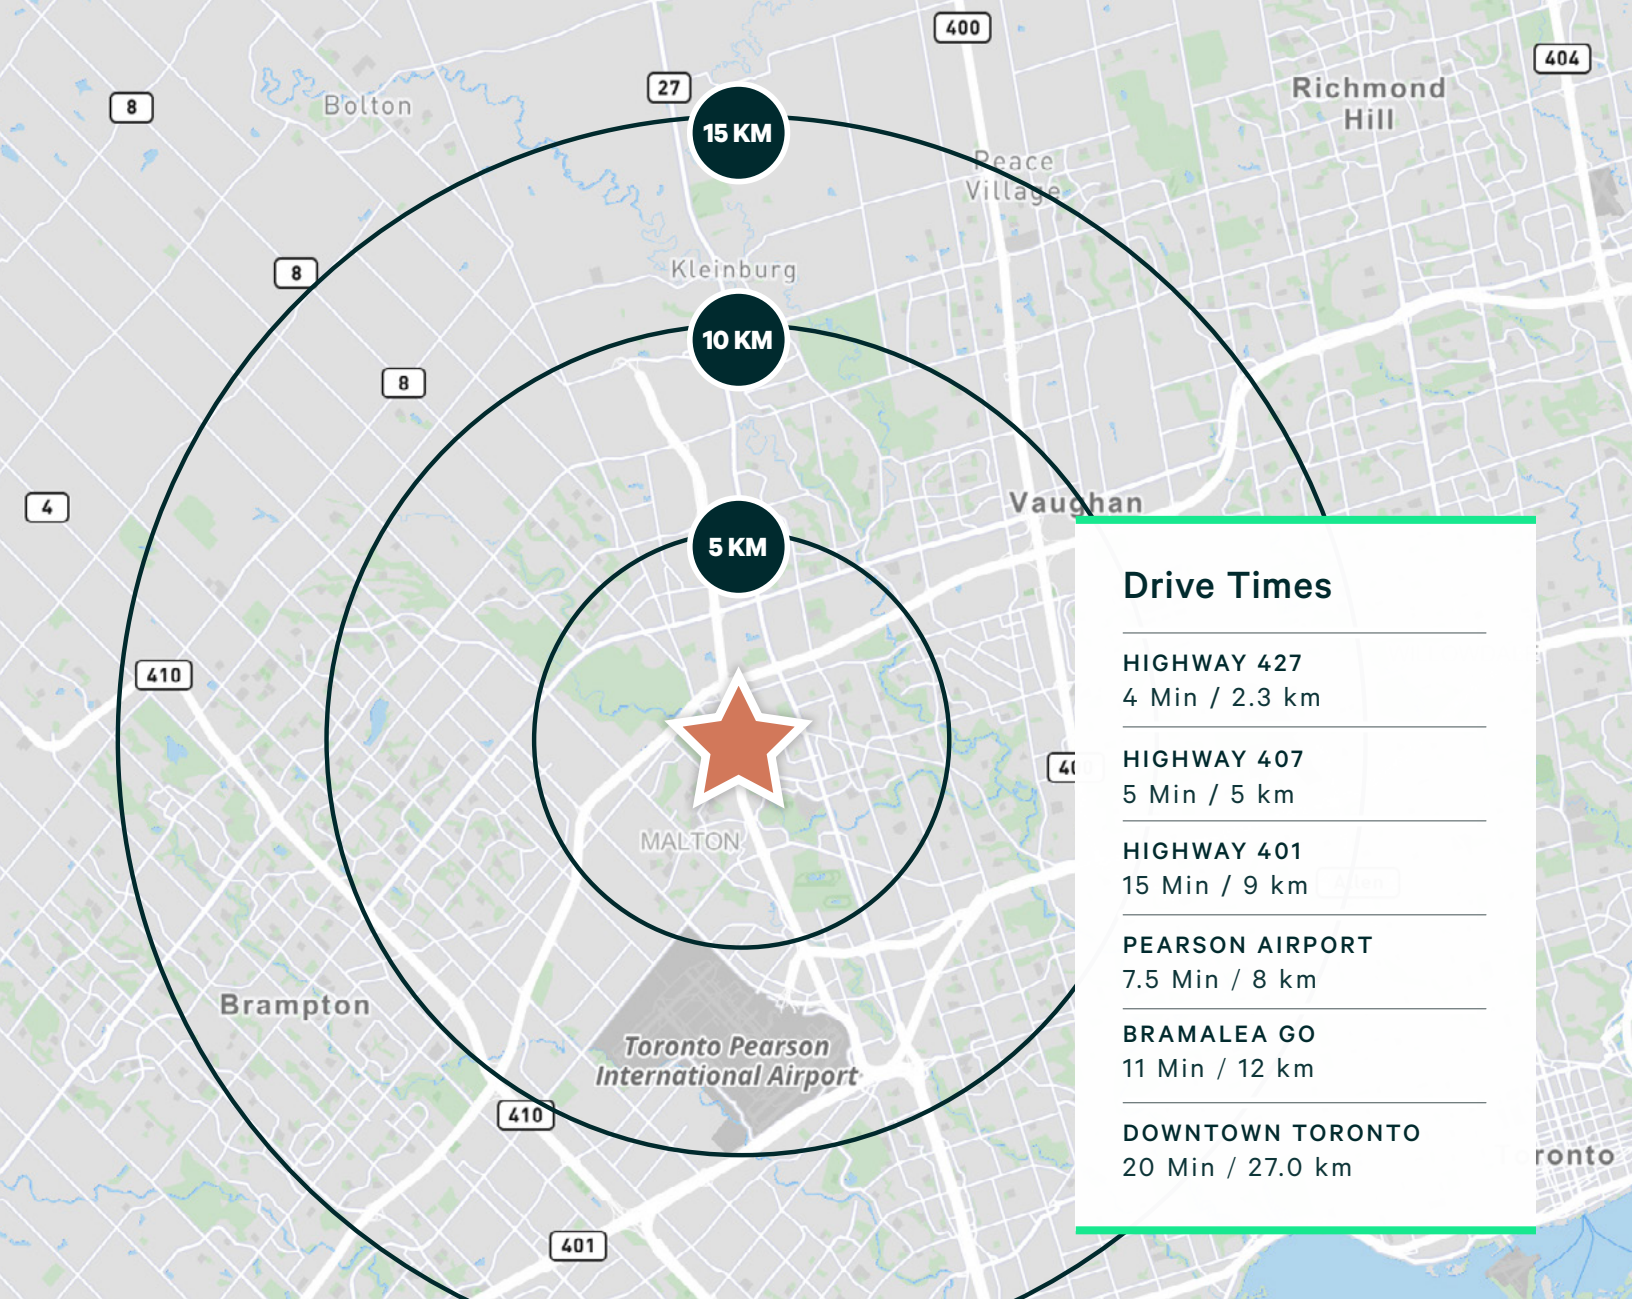 400
404
27
8
Bolton
Richmond
Hill
15 KM
Peace
Village
8
Kleinburg
10 KM
8
4
Vaughan
5 KM
410
MALTON
Brampton
Toronto Pearson
International Airport
410
401
Drive Times
HIGHWAY 427
4 Min / 2.3 km
HIGHWAY 407
5 Min / 5 km
HIGHWAY 401
15 Min / 9 km
PEARSON AIRPORT
7.5 Min / 8 km
BRAMALEA GO
11 Min / 12 km
DOWNTOWN TORONTO
20 Min / 27.0 km
400
Allen
Toronto